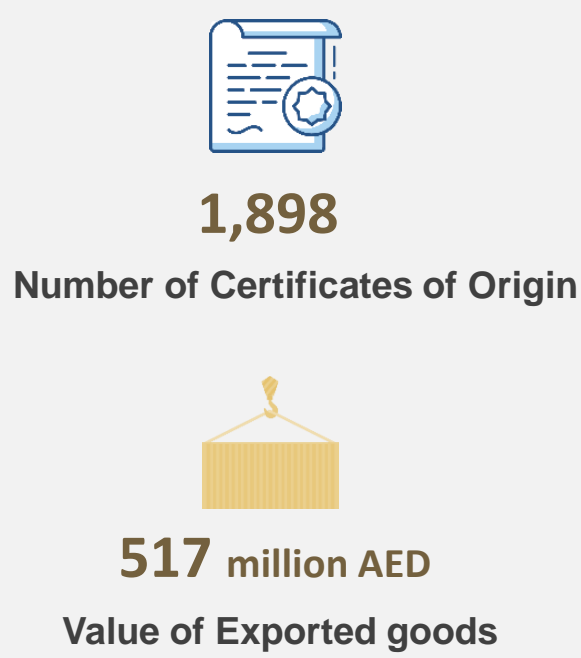 1,898
Number of Certificates of Origin
517 million AED
Value of Exported goods